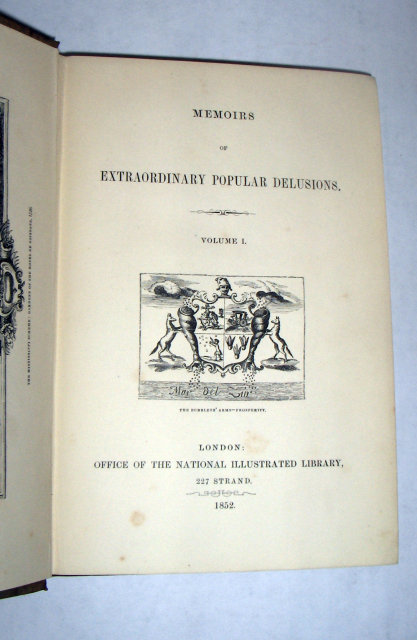 MEMOIRS
OF
EXTRAORDINARY POPULAR DELUSIONS.
VOLUME I.
THE BUBBLERS' ARMS—PROSPERITY.
LONDON:
OFFICE OF THE NATIONAL ILLUSTRATED LIBRARY,
227 STRAND.
1852.